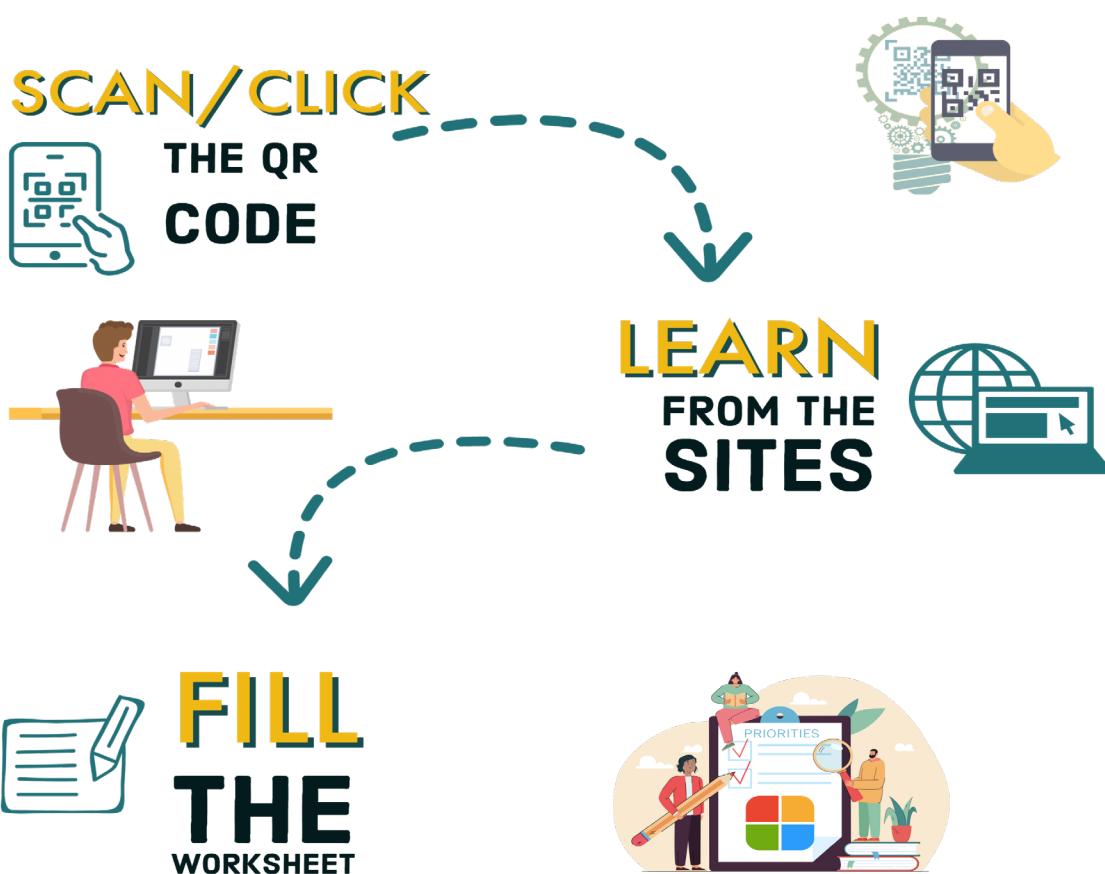 SCAN/CLICK
THE QR
CODE
LEARN
FROM THE
SITES
FILL
THE
WORKSHEET
PRIORITIES